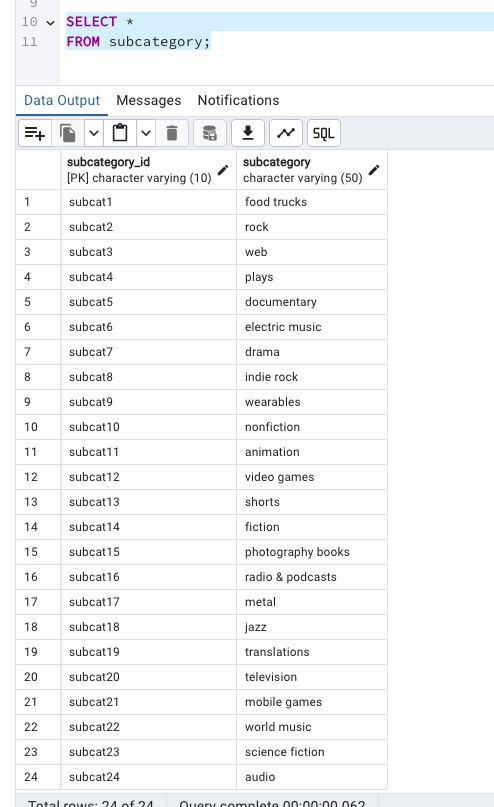 9
10 SELECT *
11 FROM subcategory;
Data Output Messages Notifications
SQL
subcategory_id subcategory
[PK] character varying (10) character varying (50)
1 subcat1 food trucks
2 subcat2 rock
3 subcat3 web
4 subcat4 plays
5 subcat5 documentary
6 subcat6 electric music
7 subcat7 drama
8 subcat8 indie rock
9 subcat9 wearables
10 subcat10 nonfiction
11 subcat11 animation
12 subcat12 video games
13 subcat13 shorts
14 subcat14 fiction
15 subcat15 photography books
16 subcat16 radio & podcasts
17 subcat17 metal
18 subcat18 jazz
19 subcat19 translations
20 subcat20 television
21 subcat21 mobile games
22 subcat22 world music
23 subcat23 science fiction
24 subcat24 audio
Total rows: 24 of 24 Query complete 00:00:00.062